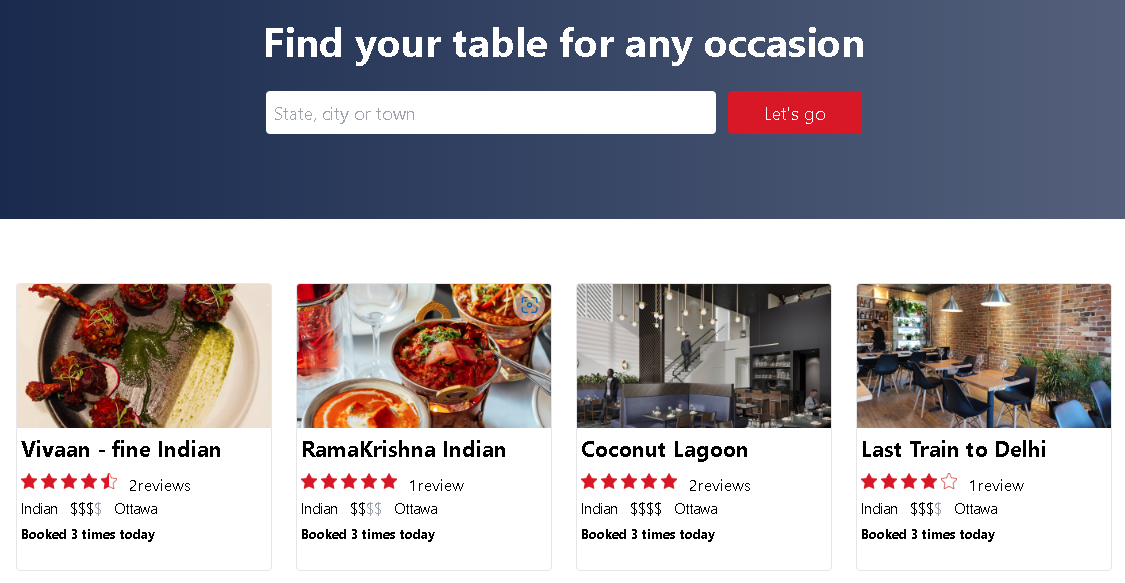 Find your table for any occasion
State, city or town
Let's go
Vivaan - fine Indian
2reviews
Indian $$$$ Ottawa
Booked 3 times today
RamaKrishna Indian
1review
Indian $$$$ Ottawa
Booked 3 times today
Coconut Lagoon
2reviews
Indian $$$$ Ottawa
Booked 3 times today
Last Train to Delhi
1review
Indian $$$$ Ottawa
Booked 3 times today